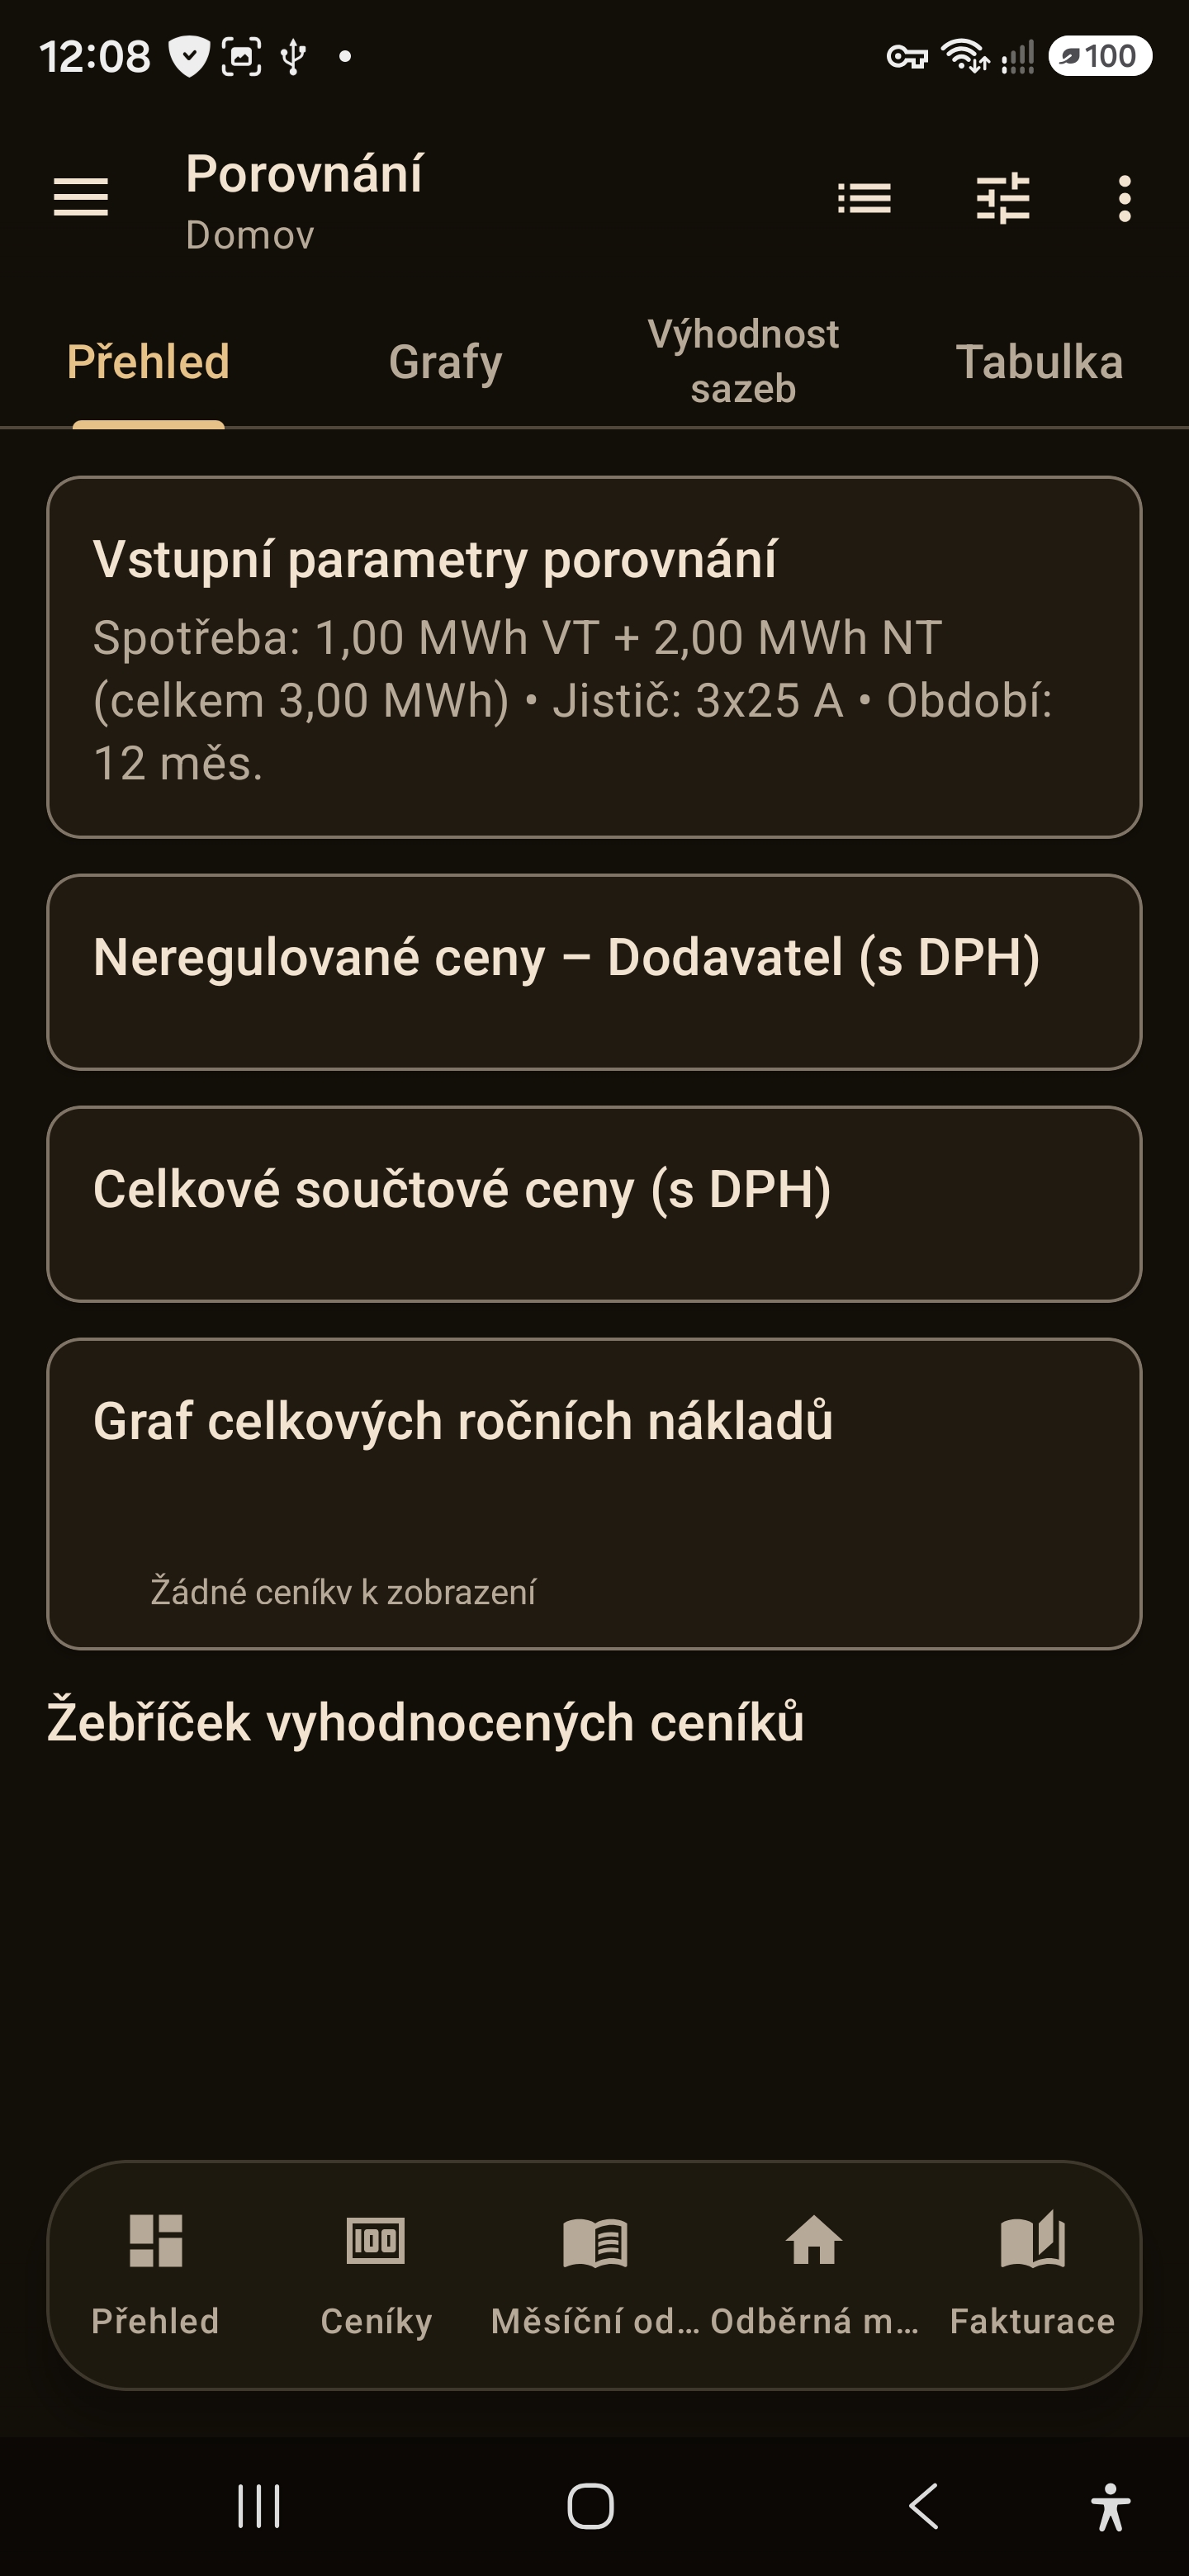 12:08
100
Porovnání
Domov
Přehled
Grafy
Výhodnost
sazeb
Tabulka
Vstupní parametry porovnání
Spotřeba: 1,00 MWh VT + 2,00 MWh NT
(celkem 3,00 MWh) • Jistič: 3x25 A • Období:
12 měs.
Neregulované ceny – Dodavatel (s DPH)
Celkové součtové ceny (s DPH)
Graf celkových ročních nákladů
Žádné ceníky k zobrazení
Žebříček vyhodnocených ceníků
Přehled
Ceníky
Měsíční od...
Odběrná m...
Fakturace